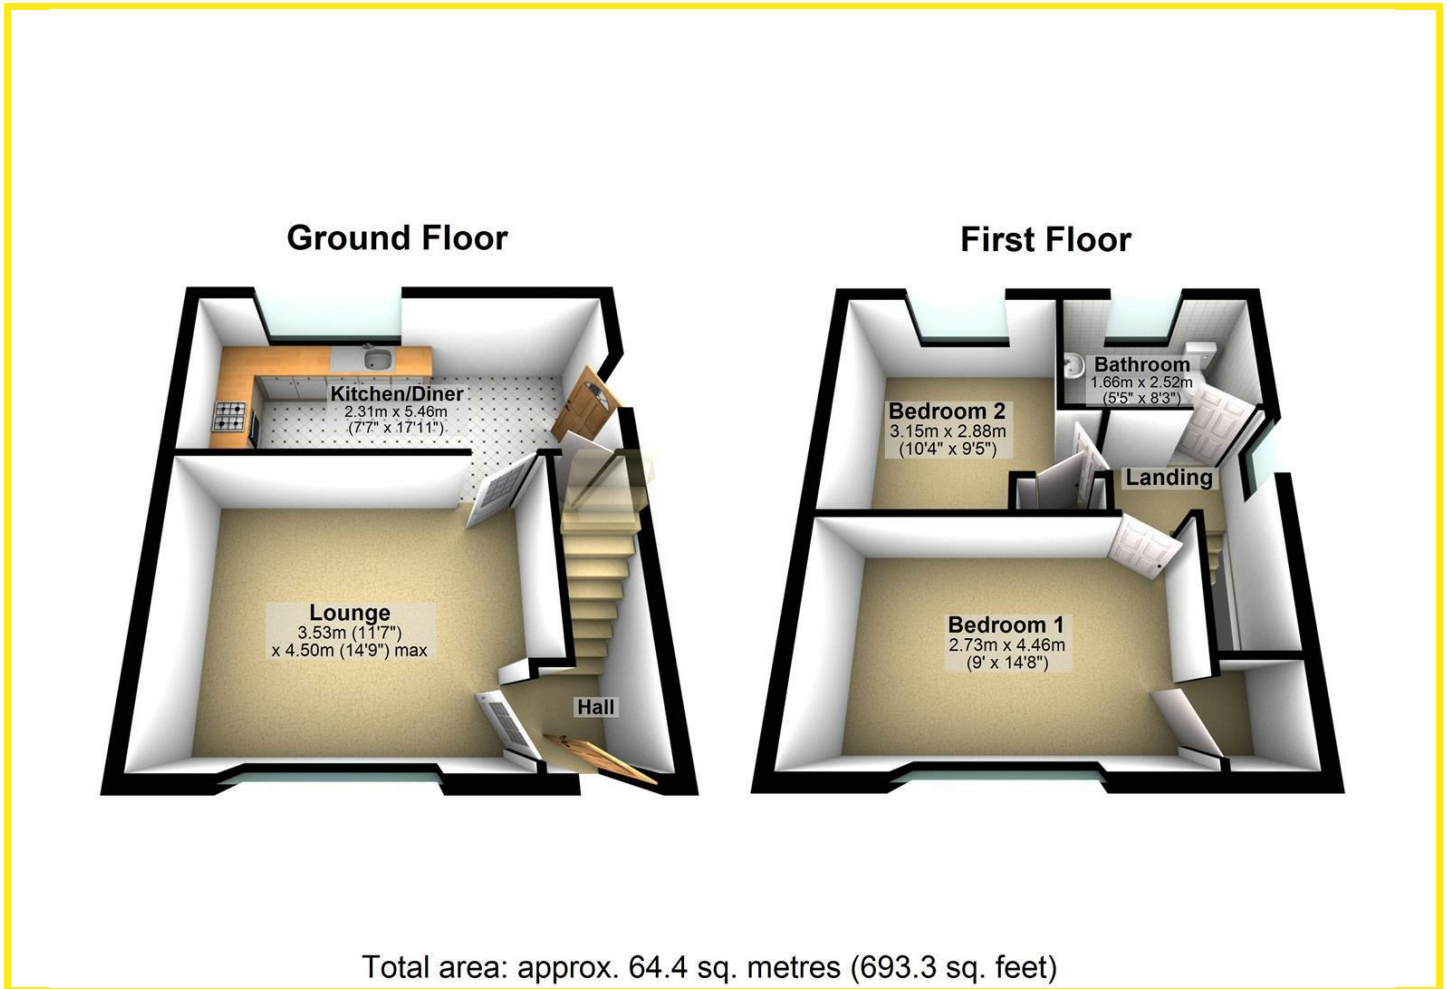 Ground Floor
First Floor
Kitchen/Diner
2.31m x 5.46m
(7'7" x 17'11")
Lounge
3.53m (11'7")
x 4.50m (14'9") max
Hall
Bathroom
1.66m x 2.52m
(5'5" x 8'3")
Bedroom 2
3.15m x 2.88m
(10'4" x 9'5")
Landing
Bedroom 1
2.73m x 4.46m
(9' x 14'8")
Total area: approx. 64.4 sq. metres (693.3 sq. feet)